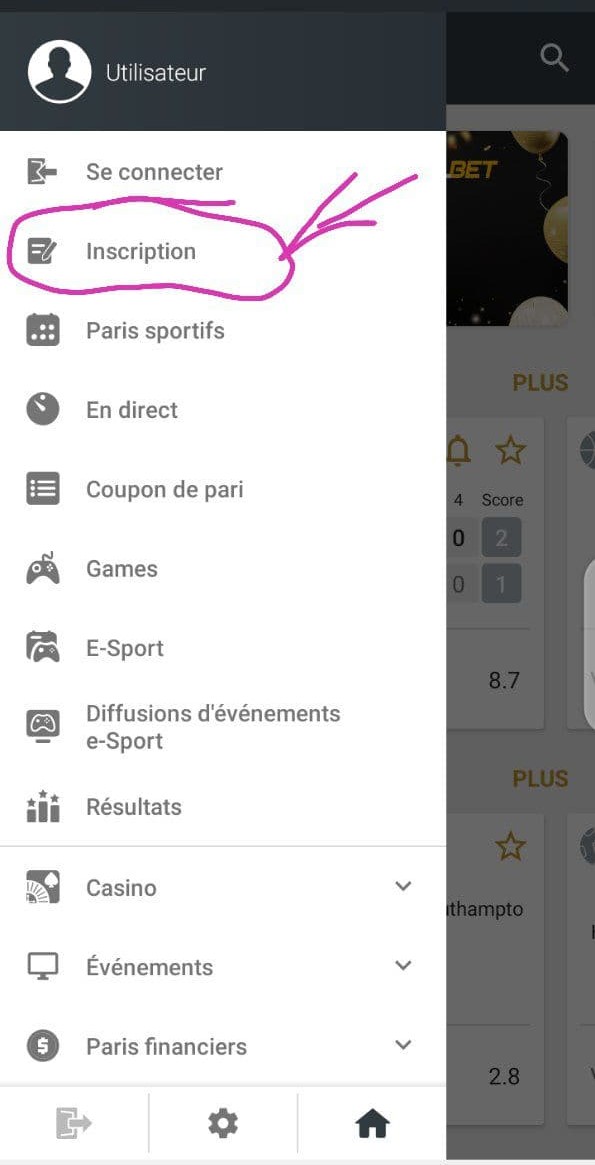 Utilisateur
Se connecter
Inscription
BET
Paris sportifs
En direct
PLUS
Coupon de pari
4 Score
0 2
Games
0 1
E-Sport
8.7
Diffusions d'événements
e-Sport
PLUS
Résultats
Casino
Événements
Paris financiers
2.8